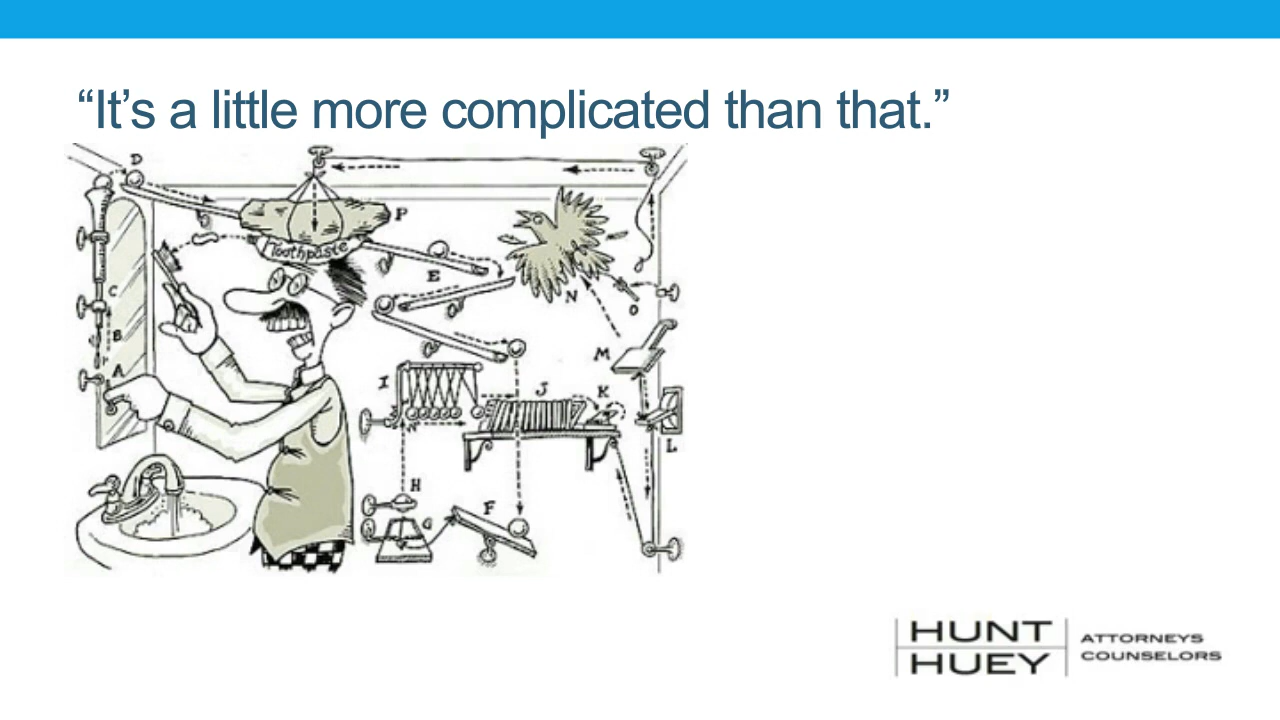 “It’s a little more complicated than that.”
D
P
Toothpaste
E
C
N
O
B
M
A
I
J
K
L
H
F
G
HUNT
HUEY
ATTORNEYS
COUNSELORS